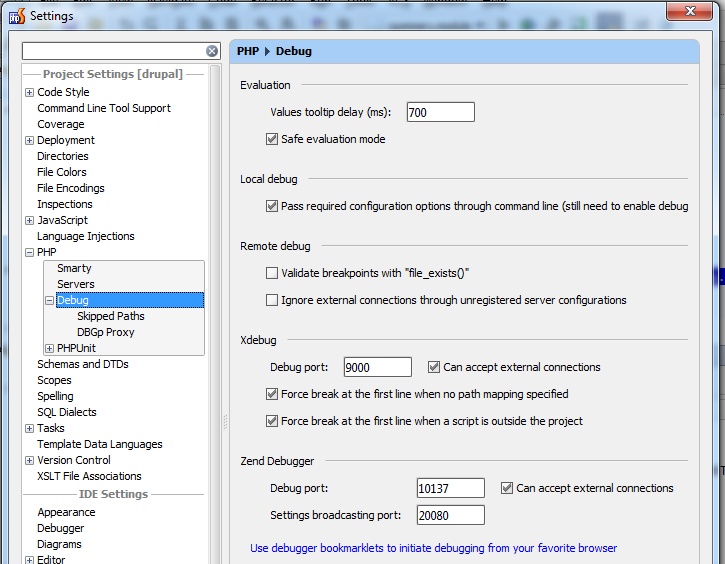 Settings
PHP Debug
Project Settings [drupal]
Code Style
Command Line Tool Support
Coverage
Deployment
Directories
File Colors
File Encodings
Inspections
JavaScript
Language Injections
PHP
Smarty
Servers
Debug
Skipped Paths
DBGp Proxy
PHPUnit
Schemas and DTDs
Scopes
Spelling
SQL Dialects
Tasks
Template Data Languages
Version Control
XSLT File Associations
IDE Settings
Appearance
Debugger
Diagrams
Editor
Evaluation
Values tooltip delay (ms): 700
Safe evaluation mode
Local debug
Pass required configuration options through command line (still need to enable debug
Remote debug
Validate breakpoints with "file_exists()"
Ignore external connections through unregistered server configurations
Xdebug
Debug port: 9000 Can accept external connections
Force break at the first line when no path mapping specified
Force break at the first line when a script is outside the project
Zend Debugger
Debug port: 10137 Can accept external connections
Settings broadcasting port: 20080
Use debugger bookmarklets to initiate debugging from your favorite browser